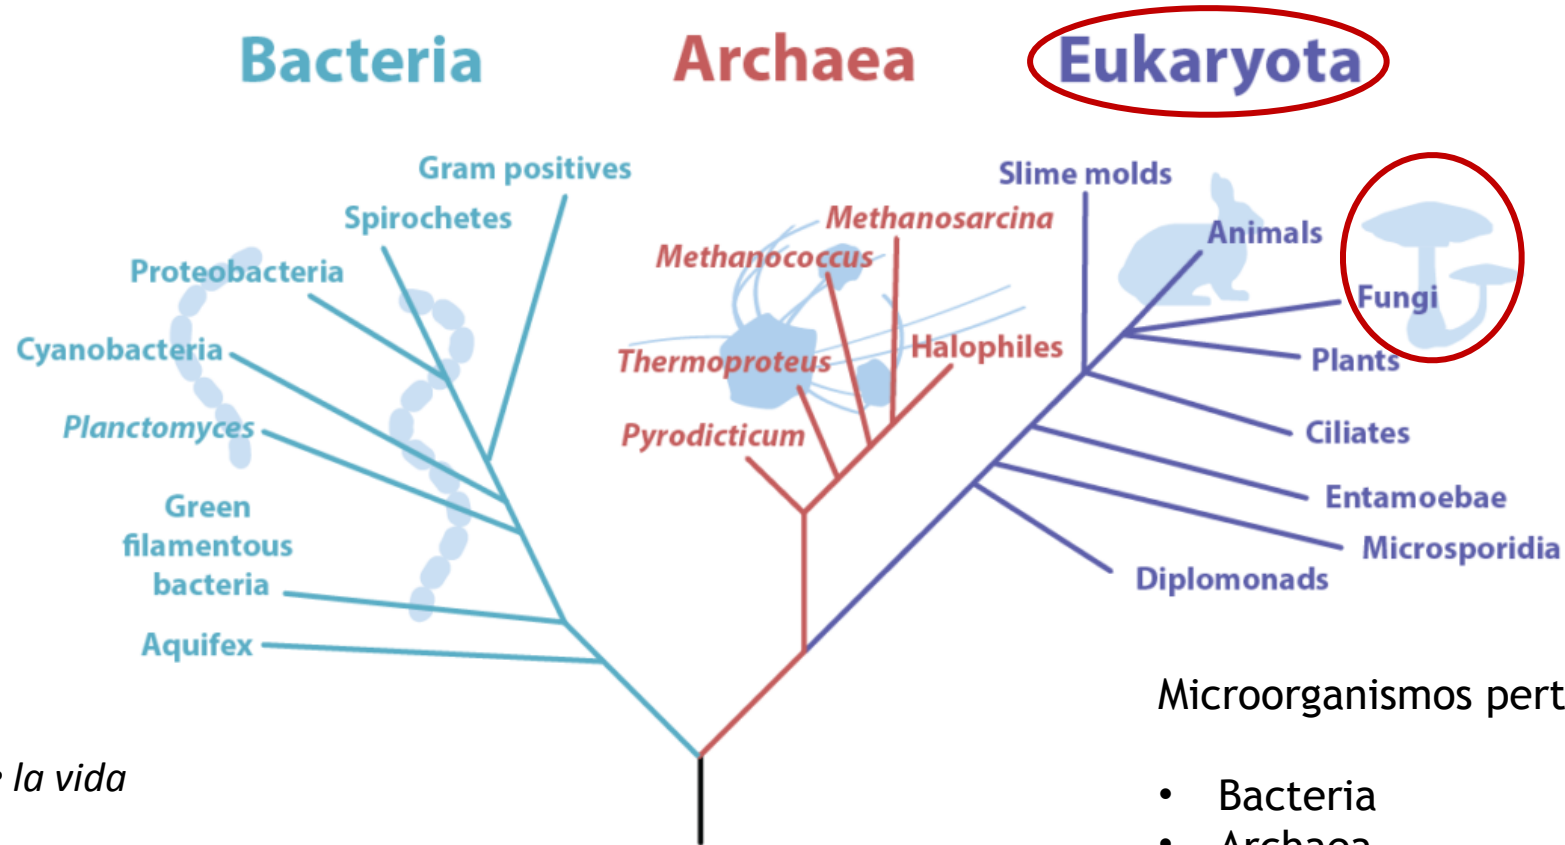 Bacteria
Archaea
Eukaryota
Gram positives
Spirochetes
Proteobacteria
Cyanobacteria
Planctomyces
Green
filamentous
bacteria
Aquifex
Methanosarcina
Methanococcus
Thermoproteus
Halophiles
Pyrodicticum
Slime molds
Animals
Fungi
Plants
Ciliates
Entamoebae
Microsporidia
Diplomonads
la vida
Microorganismos pert
• Bacteria
• Archaea